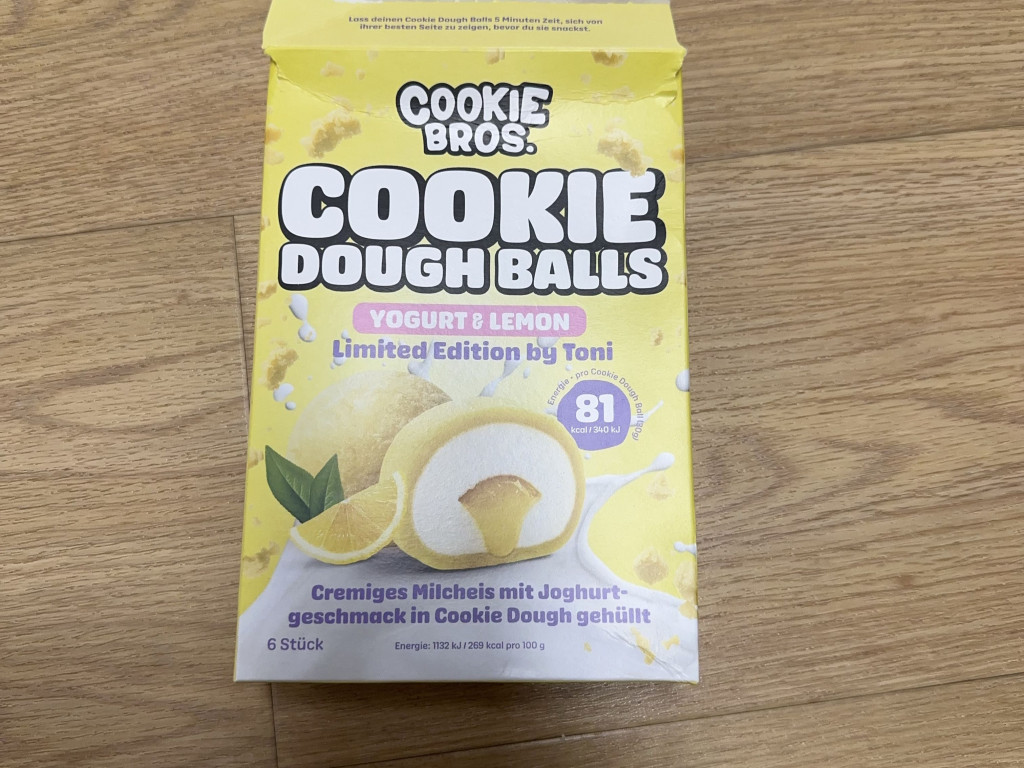 Lass deinen Cookie Dough Balls 5 Minuten Zeit, sich von
ihrer besten Seite zu zeigen, bevor du sie snackst.
COOKIE
BROS.
COOKIE
DOUGH BALLS
YOGURT & LEMON
Limited Edition by Toni
Energie • pro Cookie Dough Ball (30g)
81
kcal / 340 kJ
Cremiges Milcheis mit Joghurt-
geschmack in Cookie Dough gehüllt
6 Stück
Energie: 1132 kJ / 269 kcal pro 100 g